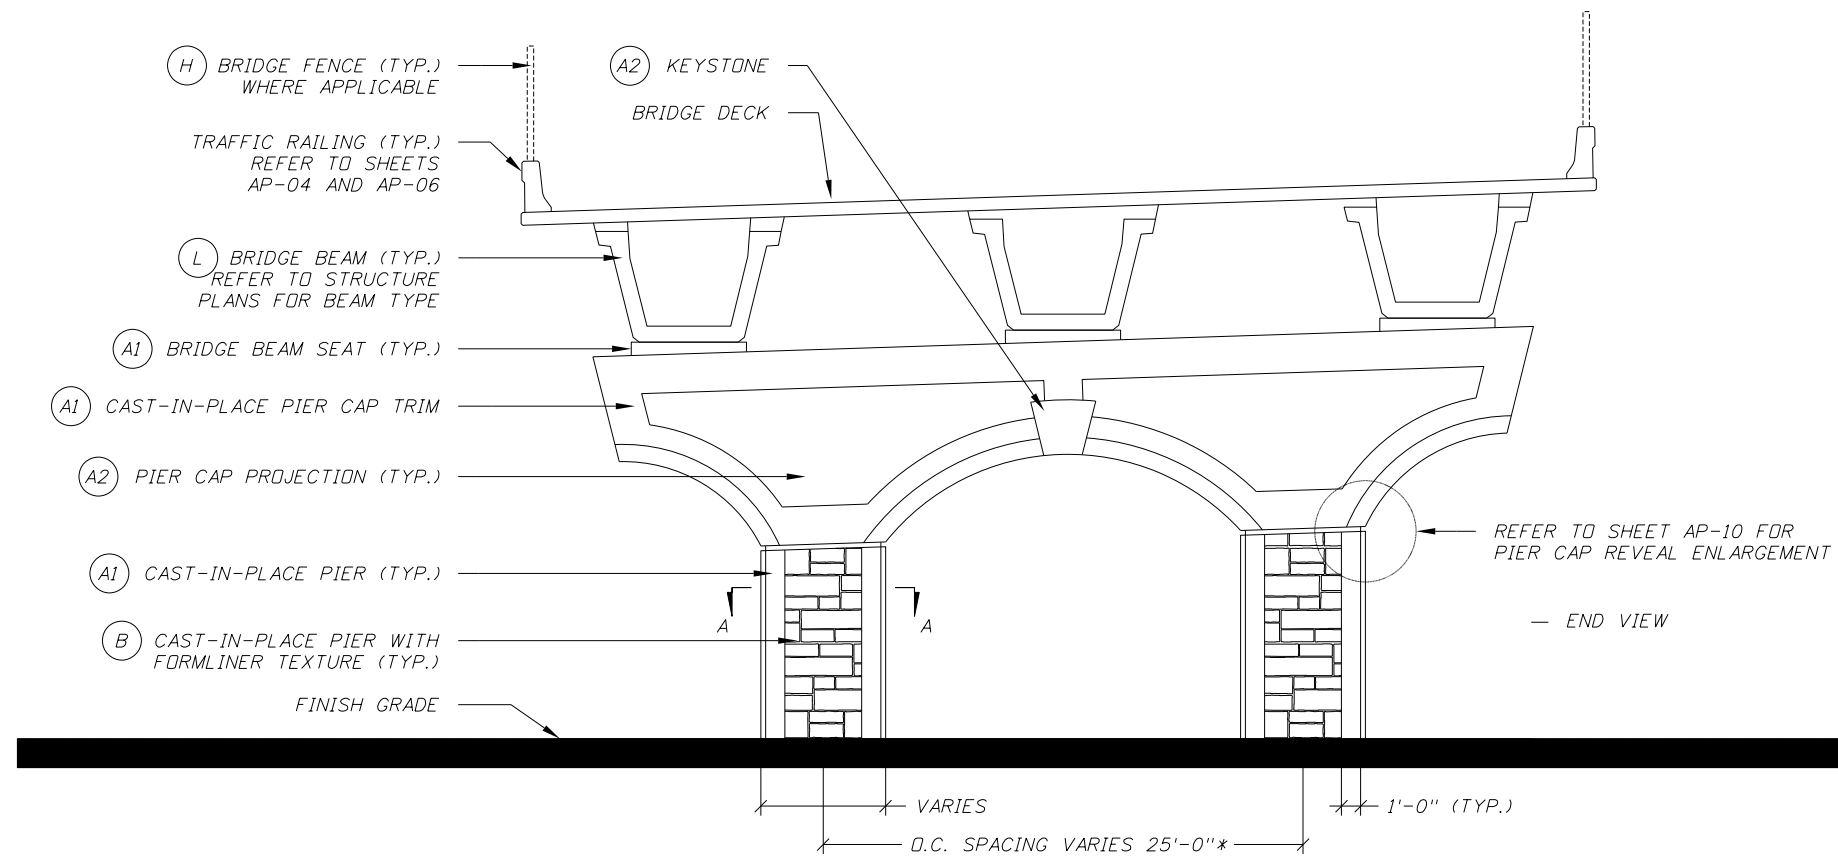 H BRIDGE FENCE (TYP.)
WHERE APPLICABLE
TRAFFIC RAILING (TYP.)
REFER TO SHEETS
AP-04 AND AP-06
L BRIDGE BEAM (TYP.)
REFER TO STRUCTURE
PLANS FOR BEAM TYPE
A1 BRIDGE BEAM SEAT (TYP.)
A1 CAST-IN-PLACE PIER CAP TRIM
A2 PIER CAP PROJECTION (TYP.)
A1 CAST-IN-PLACE PIER (TYP.)
B CAST-IN-PLACE PIER WITH
FORMLINER TEXTURE (TYP.)
FINISH GRADE
A2 KEYSTONE
BRIDGE DECK
A
A
REFER TO SHEET AP-10 FOR
PIER CAP REVEAL ENLARGEMENT
— END VIEW
VARIES
1'-0" (TYP.)
O.C. SPACING VARIES 25'-0"*